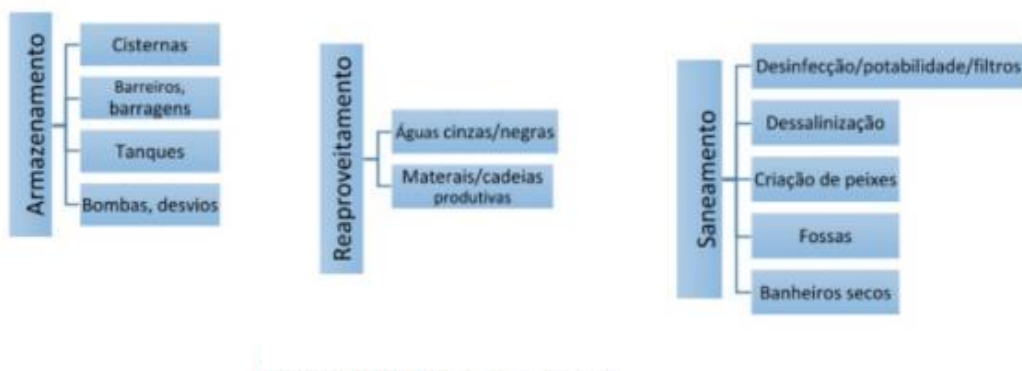 Armazenamento
Cisternas
Barreiros,
barragens
Tanques
Bombas, desvios
Reaproveitamento
Águas cinzas/negras
Materais/cadeias
produtivas
Saneamento
Desinfecção/potabilidade/filtros
Dessalinização
Criação de peixes
Fossas
Banheiros secos